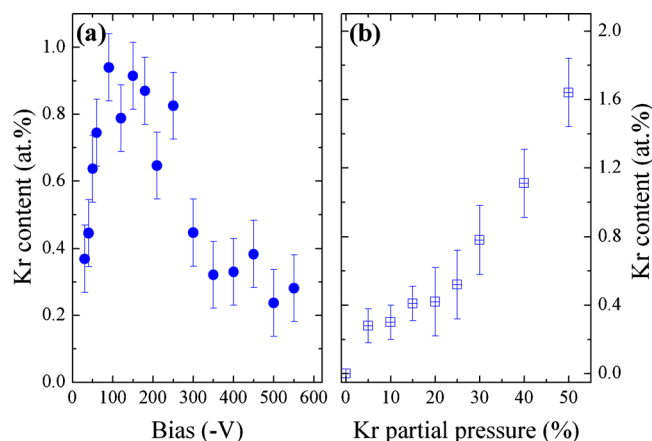 (a)
1.0
0.8
0.6
0.4
0.2
0.0
Kr content (at.%)
0 100 200 300 400 500 600
Bias (-V)
(b)
2.0
1.6
1.2
0.8
0.4
0.0
Kr content (at.%)
0 10 20 30 40 50
Kr partial pressure (%)